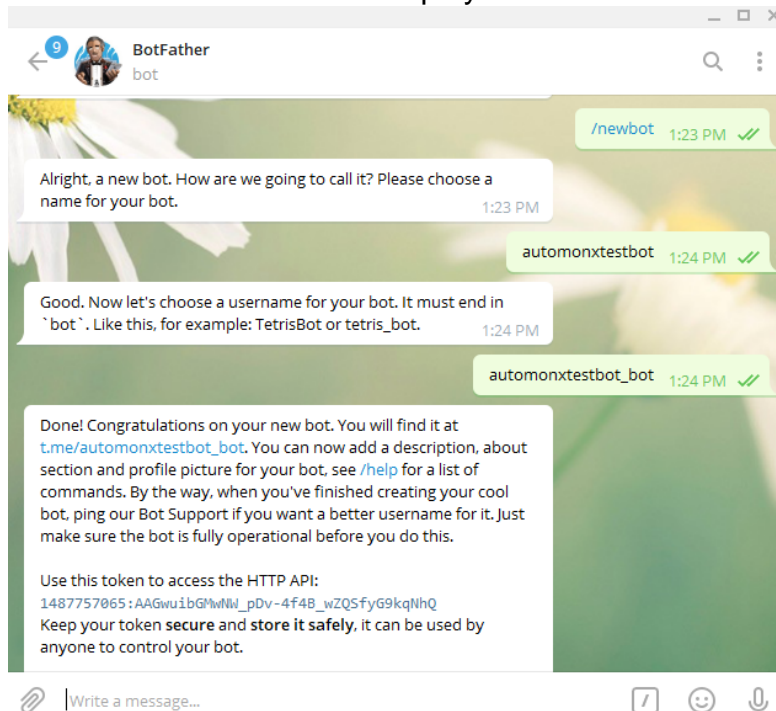 9
BotFather
bot
/newbot 1:23 PM
Alright, a new bot. How are we going to call it? Please choose a
name for your bot. 1:23 PM
automonxtestbot 1:24 PM
Good. Now let's choose a username for your bot. It must end in
`bot`. Like this, for example: TetrisBot or tetris_bot. 1:24 PM
automonxtestbot_bot 1:24 PM
Done! Congratulations on your new bot. You will find it at
t.me/automonxtestbot_bot. You can now add a description, about
section and profile picture for your bot, see /help for a list of
commands. By the way, when you've finished creating your cool
bot, ping our Bot Support if you want a better username for it. Just
make sure the bot is fully operational before you do this.
Use this token to access the HTTP API:
1487757065:AAGwuibGMwNW_pDv-4f4B_wZQSfyG9kqNhQ
Keep your token secure and store it safely, it can be used by
anyone to control your bot.
Write a message...